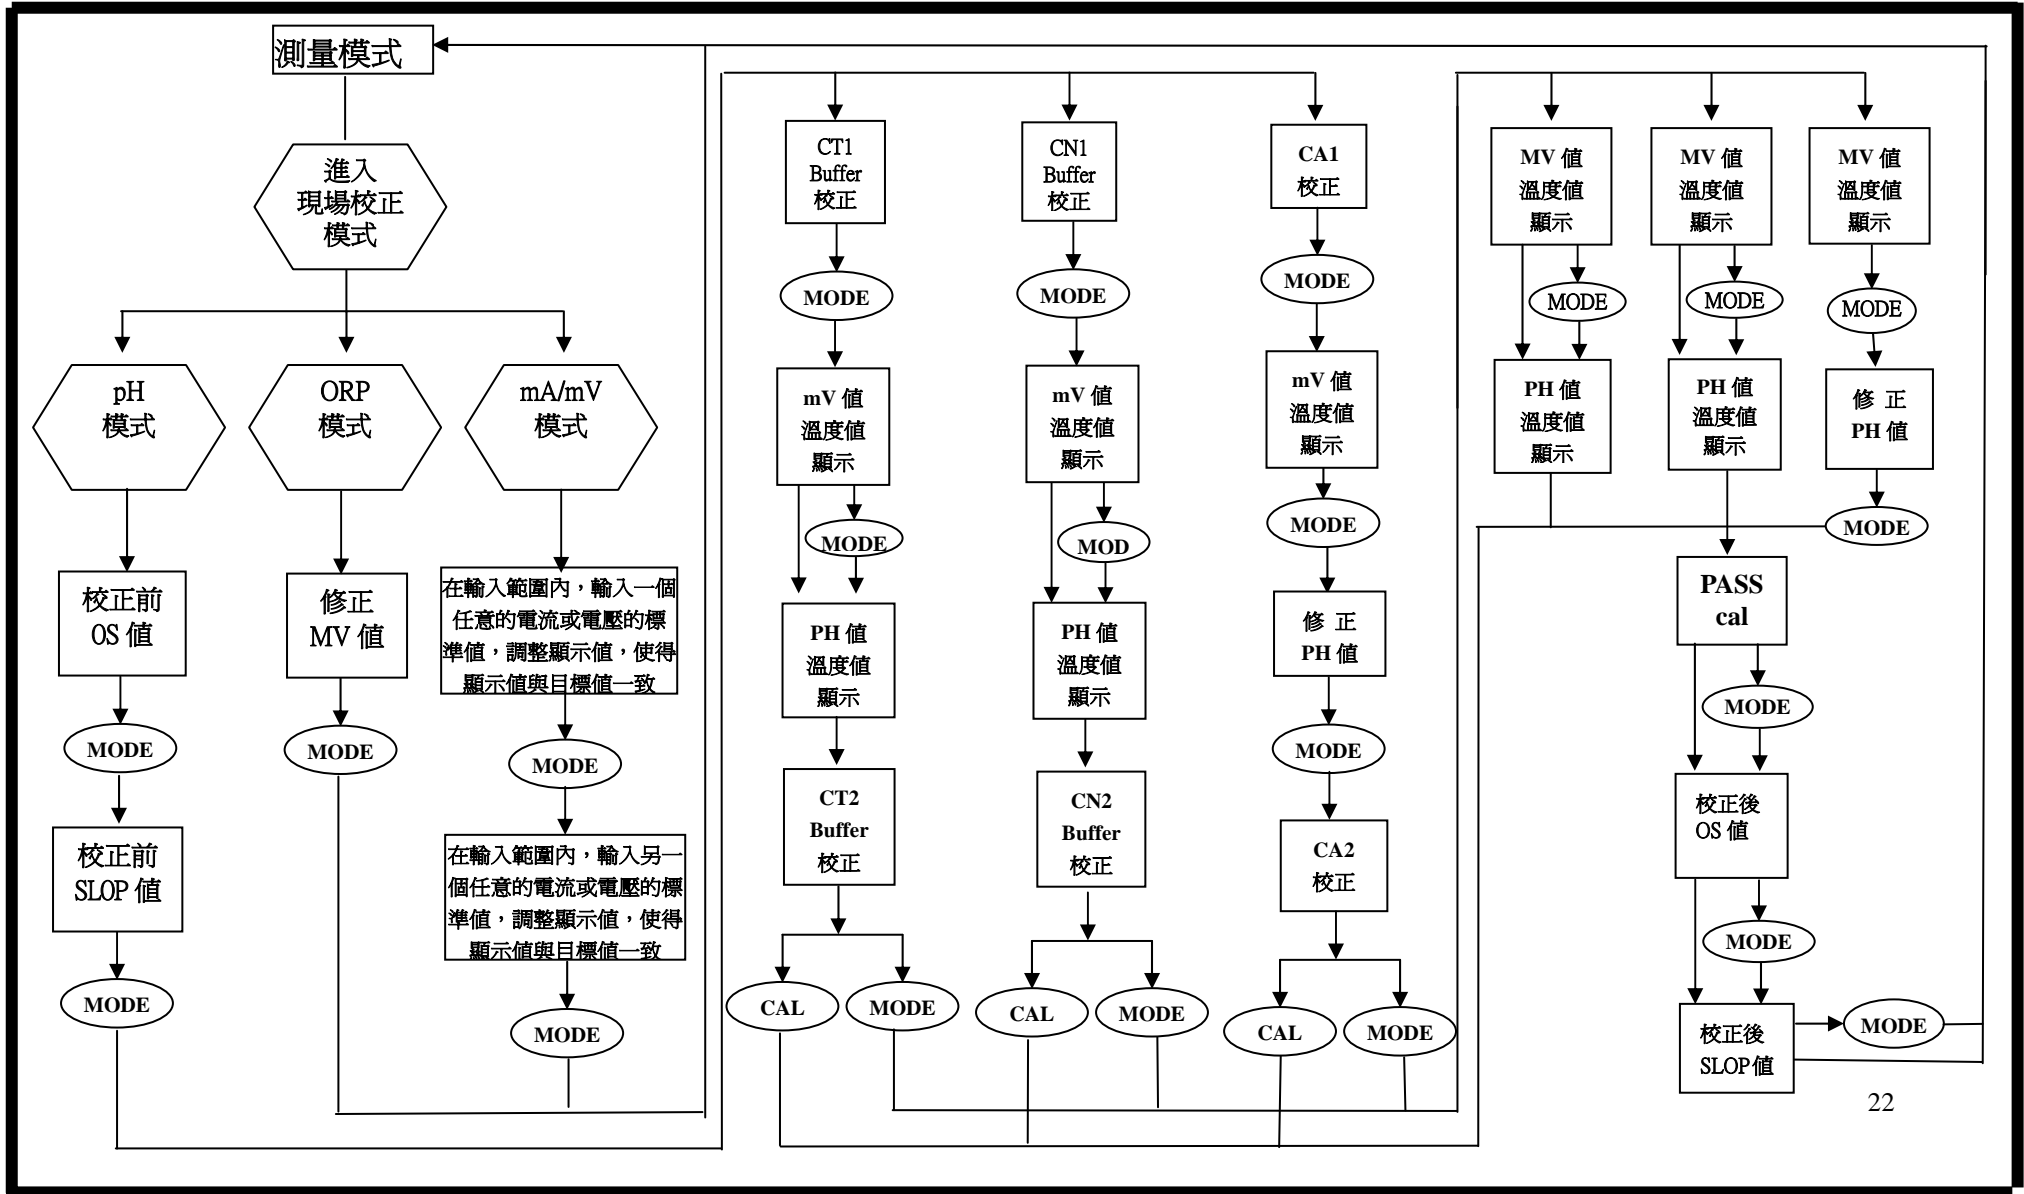 測量模式
進入
現場校正
模式
pH
模式
ORP
模式
mA/mV
模式
校正前
OS 值
MODE
校正前
SLOP 值
MODE
修正
MV 值
MODE
在輸入範圍內，輸入一個
任意的電流或電壓的標
準值，調整顯示值，使得
顯示值與目標值一致
MODE
在輸入範圍內，輸入另一
個任意的電流或電壓的標
準值，調整顯示值，使得
顯示值與目標值一致
MODE
CT1
Buffer
校正
MODE
mV 值
溫度值
顯示
MODE
PH 值
溫度值
顯示
CT2
Buffer
校正
CAL
MODE
CN1
Buffer
校正
MODE
mV 值
溫度值
顯示
MOD
PH 值
溫度值
顯示
CN2
Buffer
校正
CAL
MODE
CA1
校正
MODE
mV 值
溫度值
顯示
MODE
修 正
PH 值
MODE
CA2
校正
CAL
MODE
MV 值
溫度值
顯示
MODE
PH 值
溫度值
顯示
MV 值
溫度值
顯示
MODE
PH 值
溫度值
顯示
MV 值
溫度值
顯示
MODE
修 正
PH 值
MODE
PASS
cal
MODE
校正後
OS 值
MODE
校正後
SLOP值
MODE
22